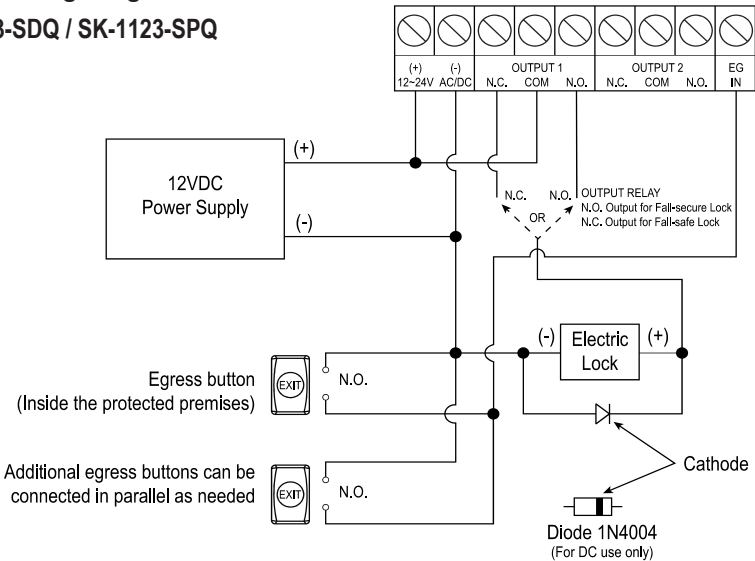 3-SDQ / SK-1123-SPQ
(+) (-) OUTPUT 1 OUTPUT 2 EG
12~24V AC/DC N.C. COM N.O. N.C. COM N.O. IN
12VDC
Power Supply
(+)
(-)
N.C. N.O. OUTPUT RELAY
OR N.O. Output for Fall-secure Lock
N.C. Output for Fall-safe Lock
(-) Electric (+)
Lock
Egress button
(Inside the protected premises)
EXIT
N.O.
Additional egress buttons can be
connected in parallel as needed
EXIT
N.O.
Cathode
Diode 1N4004
(For DC use only)